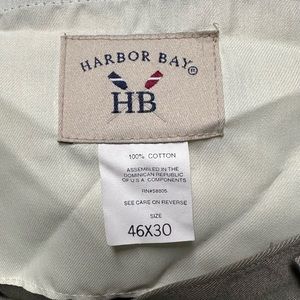 HARBOR BAY®
HB
100% COTTON
ASSEMBLED IN THE
DOMINICAN REPUBLIC
OF U.S.A. COMPONENTS
RN#58805
SEE CARE ON REVERSE
SIZE
46X30